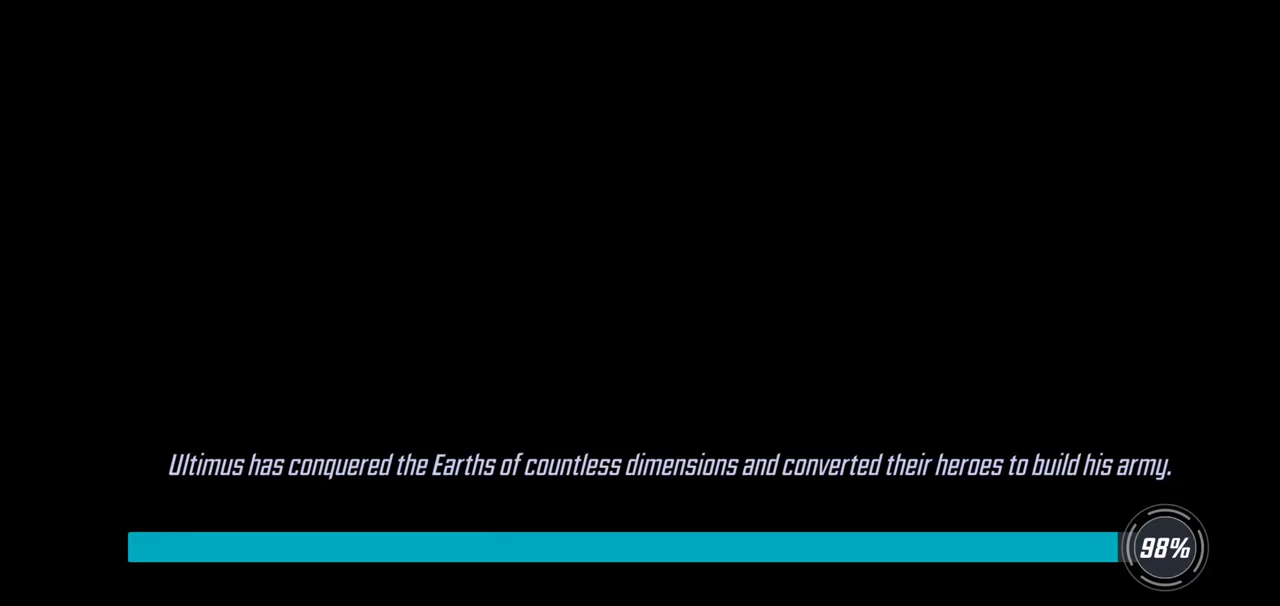 Ultimus has conquered the Earths of countless dimensions and converted their heroes to build his army.
98%